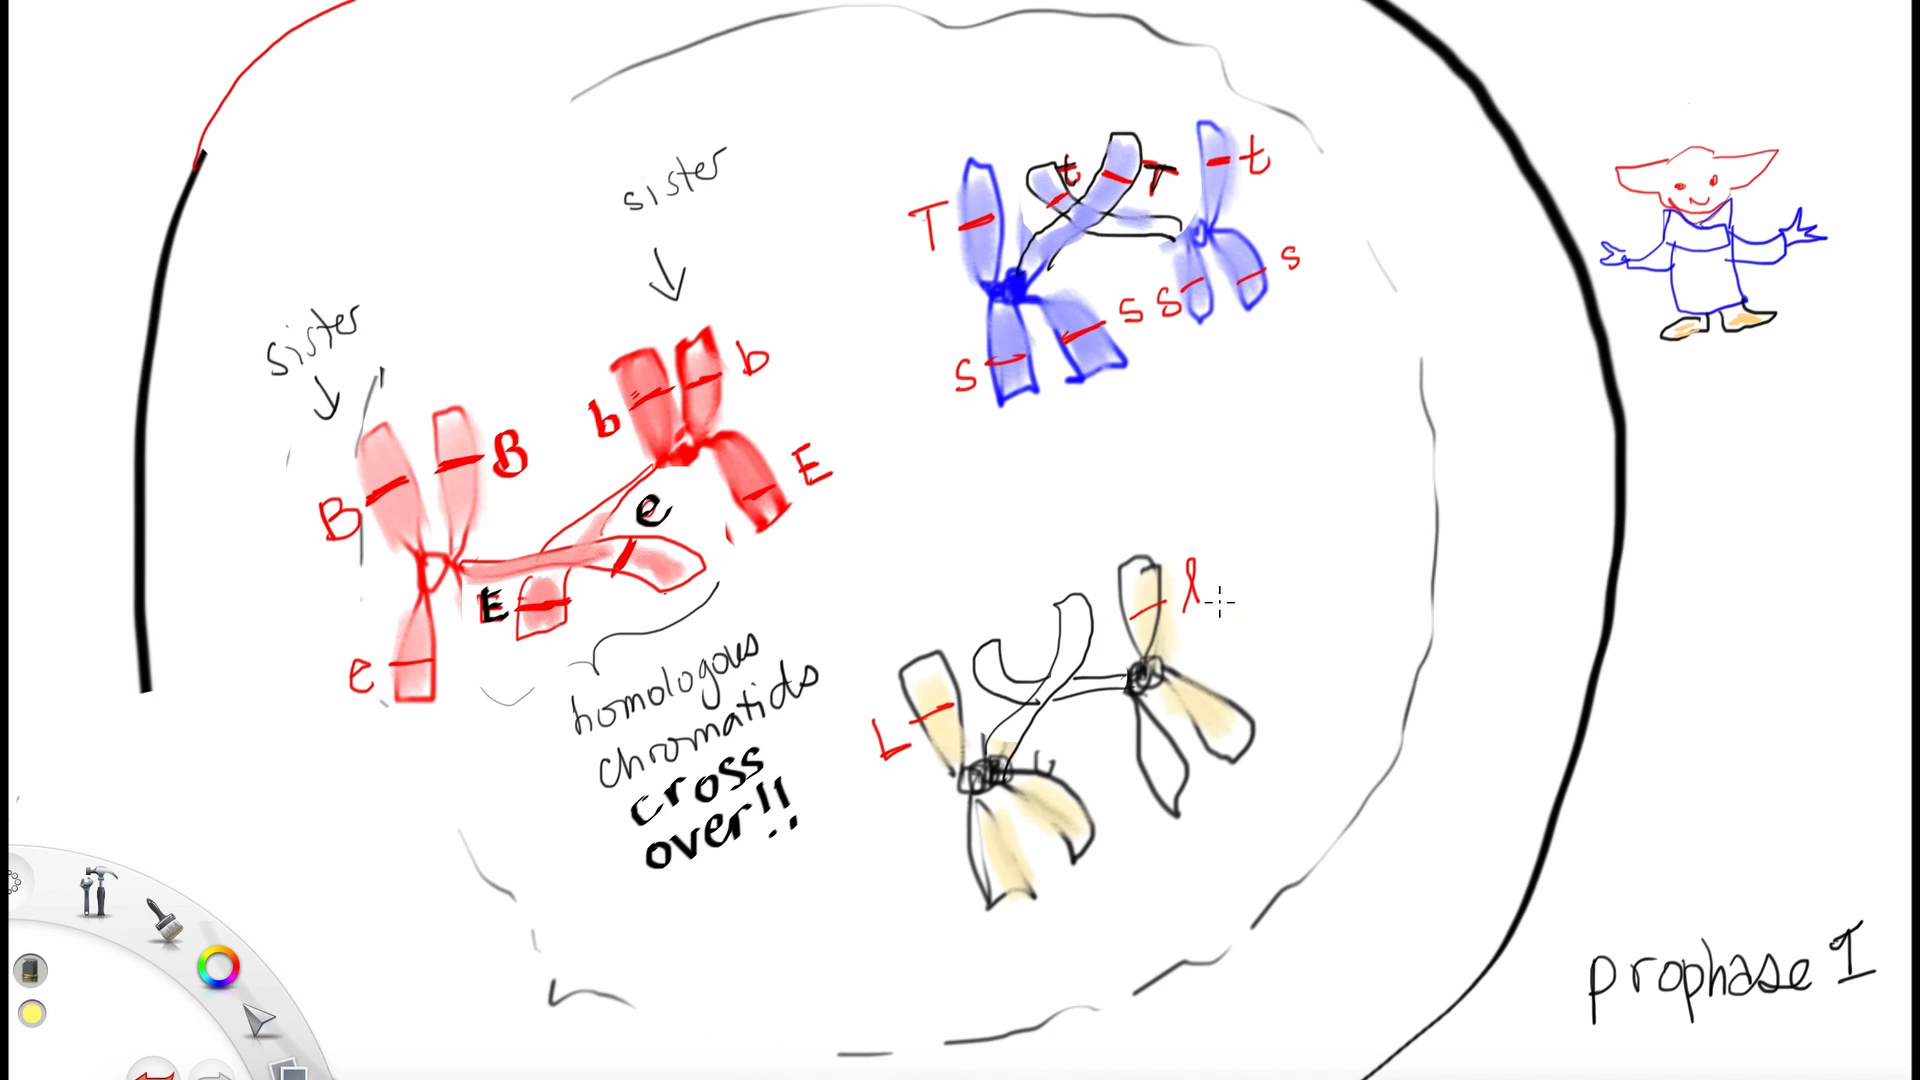 sister
sister
T
t
T
t
s
s
s
s
b
b
B
B
E
e
E
e
homologous
chromatids
cross
over!!
l
L
prophase I